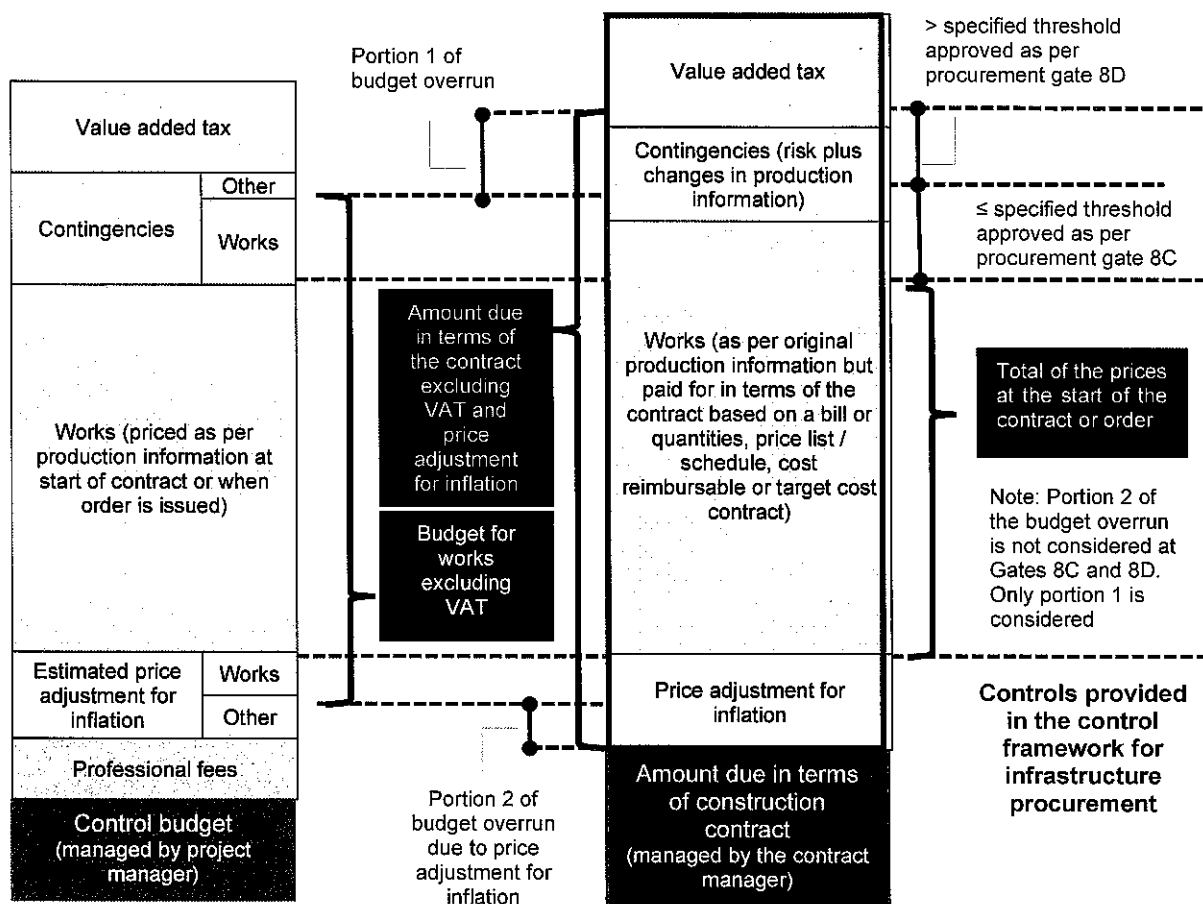 Value added tax
Contingencies
Other
Works
Works (priced as per
production information at
start of contract or when
order is issued)
Estimated price
adjustment for
inflation
Works
Other
Professional fees
Control budget
(managed by project
manager)
Portion 1 of
budget overrun
Amount due
in terms of
the contract
excluding
VAT and
price
adjustment
for inflation
Budget for
works
excluding
VAT
Portion 2 of
budget overrun
due to price
adjustment for
inflation
Value added tax
Contingencies (risk plus
changes in production
information)
Works (as per original
production information but
paid for in terms of the
contract based on a bill or
quantities, price list /
schedule, cost
reimbursable or target cost
contract)
Price adjustment for
inflation
Amount due in terms
of construction
contract
(managed by the contract
manager)
> specified threshold
approved as per
procurement gate 8D
≤ specified threshold
approved as per
procurement gate 8C
Total of the prices
at the start of the
contract or order
Note: Portion 2 of
the budget overrun
is not considered at
Gates 8C and 8D.
Only portion 1 is
considered
Controls provided
in the control
framework for
infrastructure
procurement